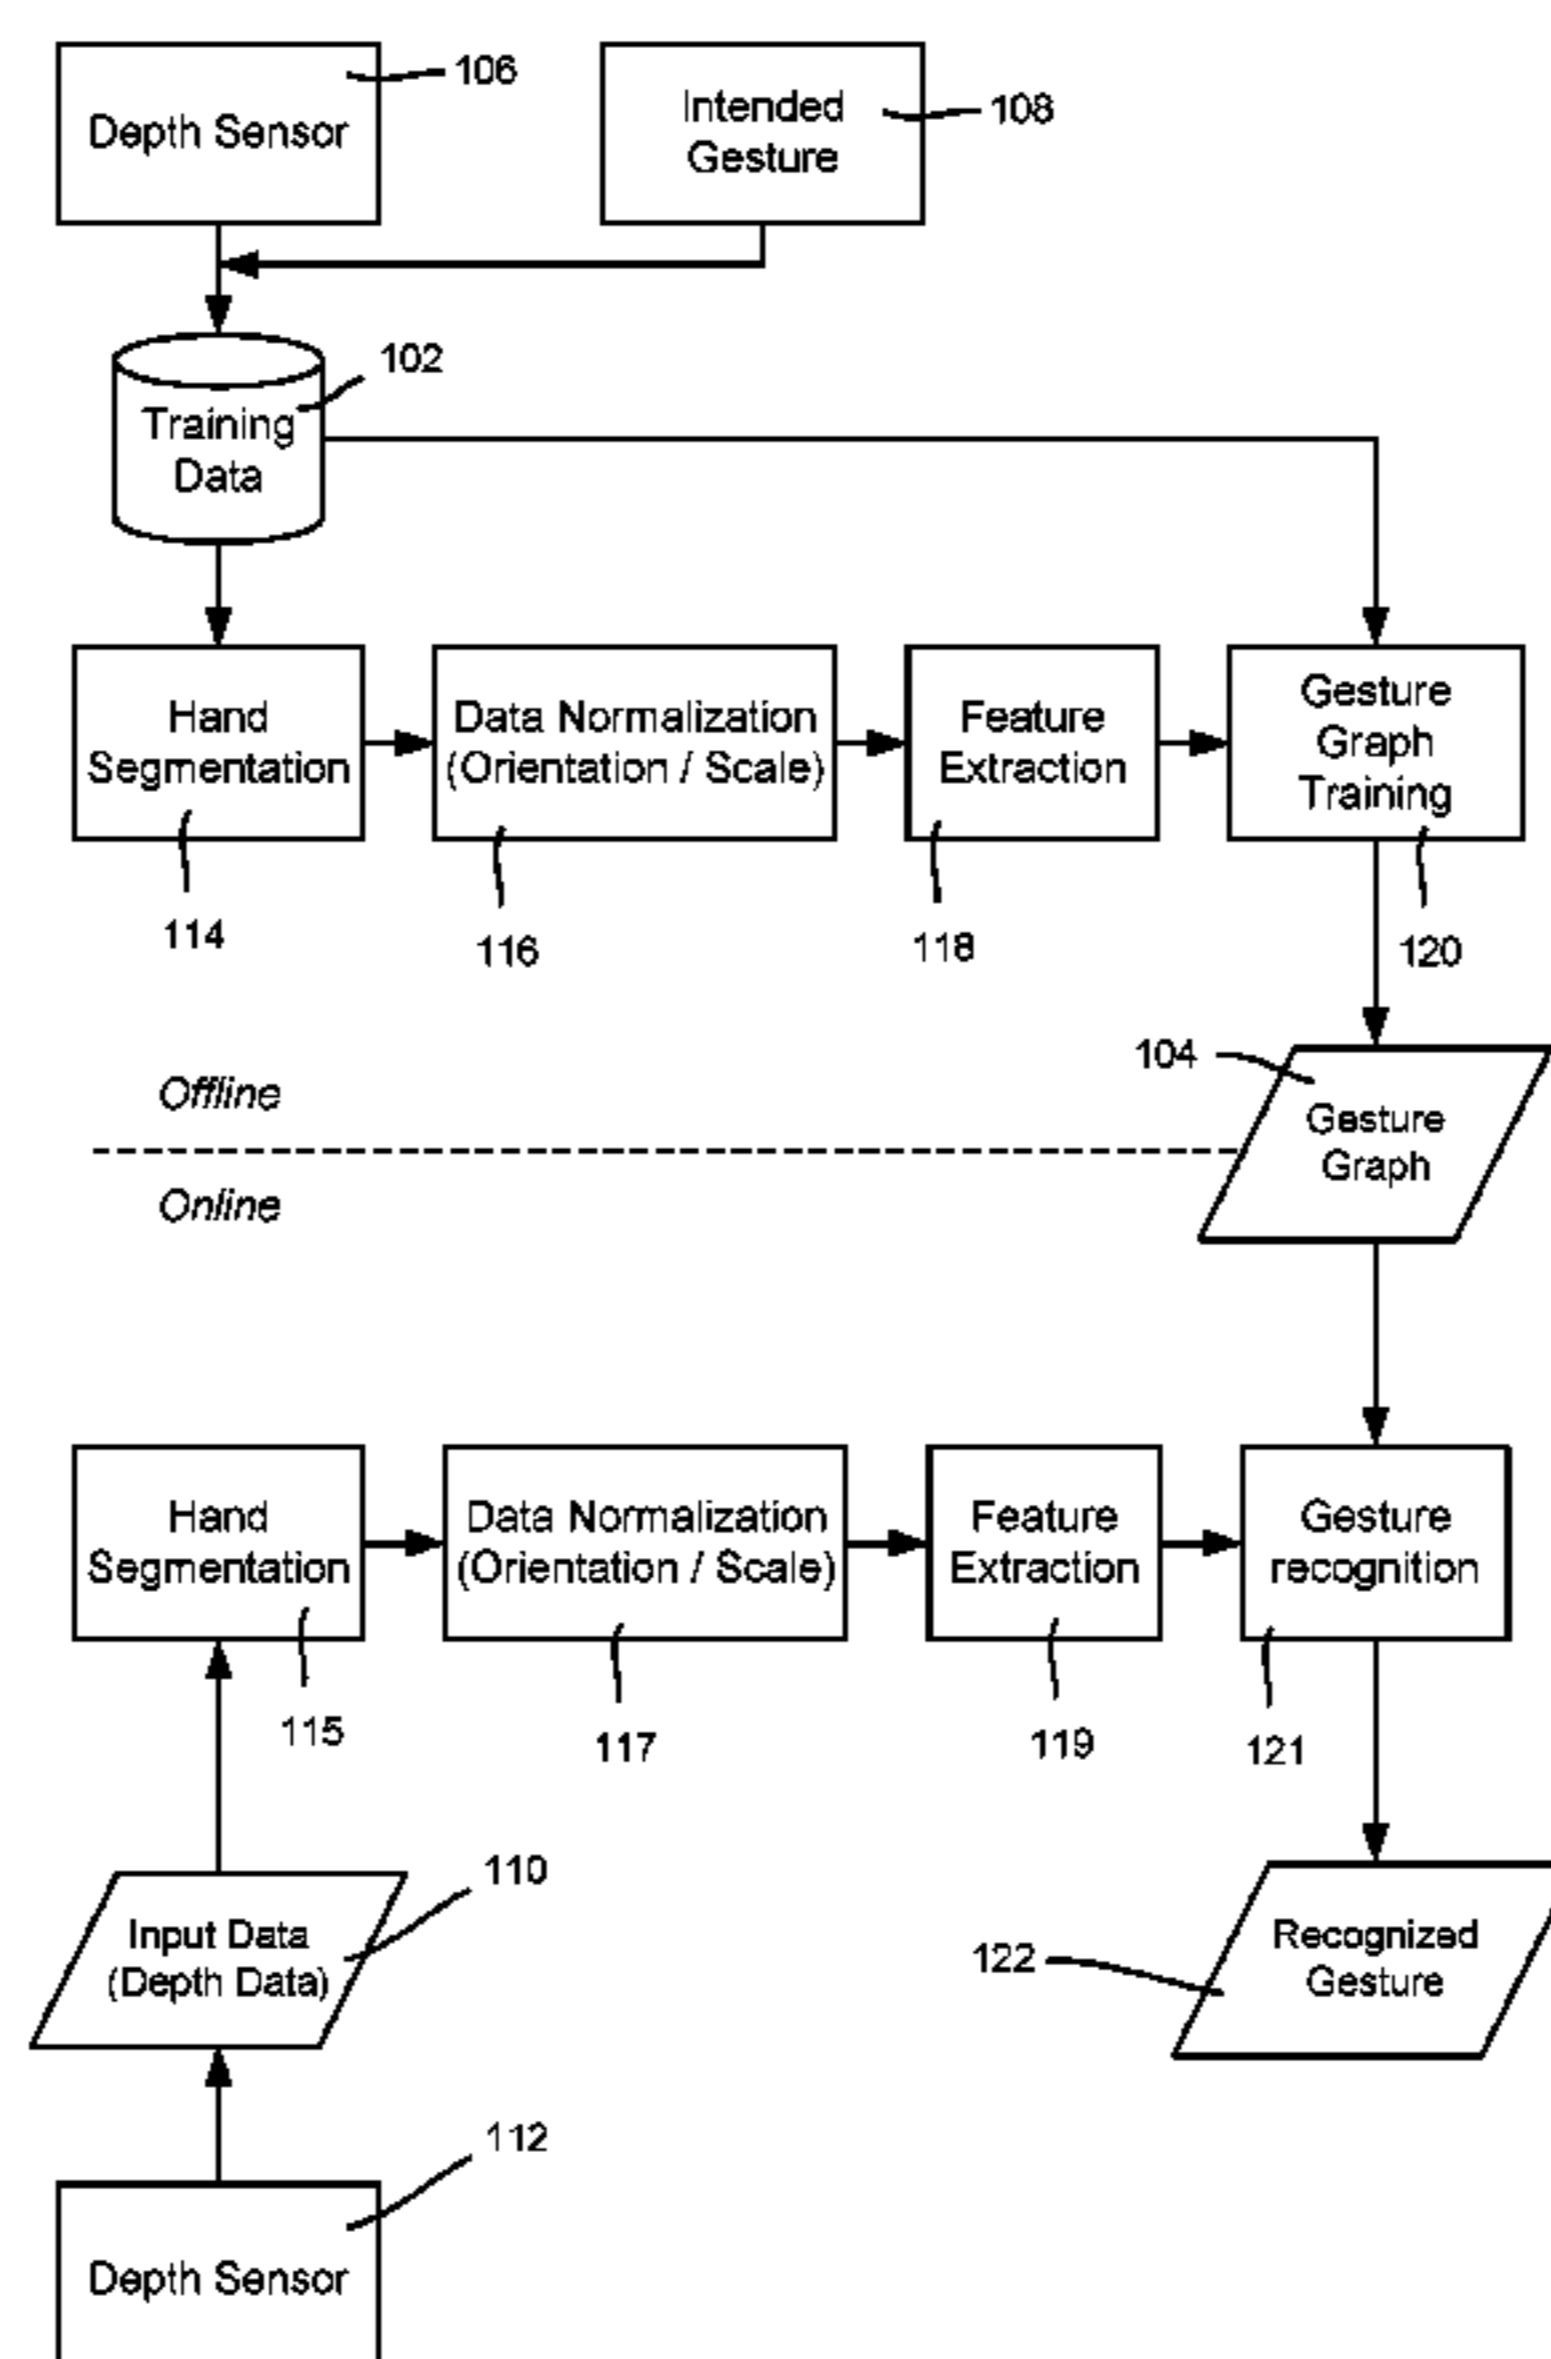 106
Depth Sensor
Intended
Gesture
108
102
Training
Data
Hand
Segmentation
Data Normalization
(Orientation / Scale)
Feature
Extraction
Gesture
Graph
Training
114
116
118
120
104
Gesture
Graph
Offline
Online
Hand
Segmentation
Data Normalization
(Orientation / Scale)
Feature
Extraction
Gesture
recognition
115
117
119
121
110
Input Data
(Depth Data)
122
Recognized
Gesture
112
Depth Sensor